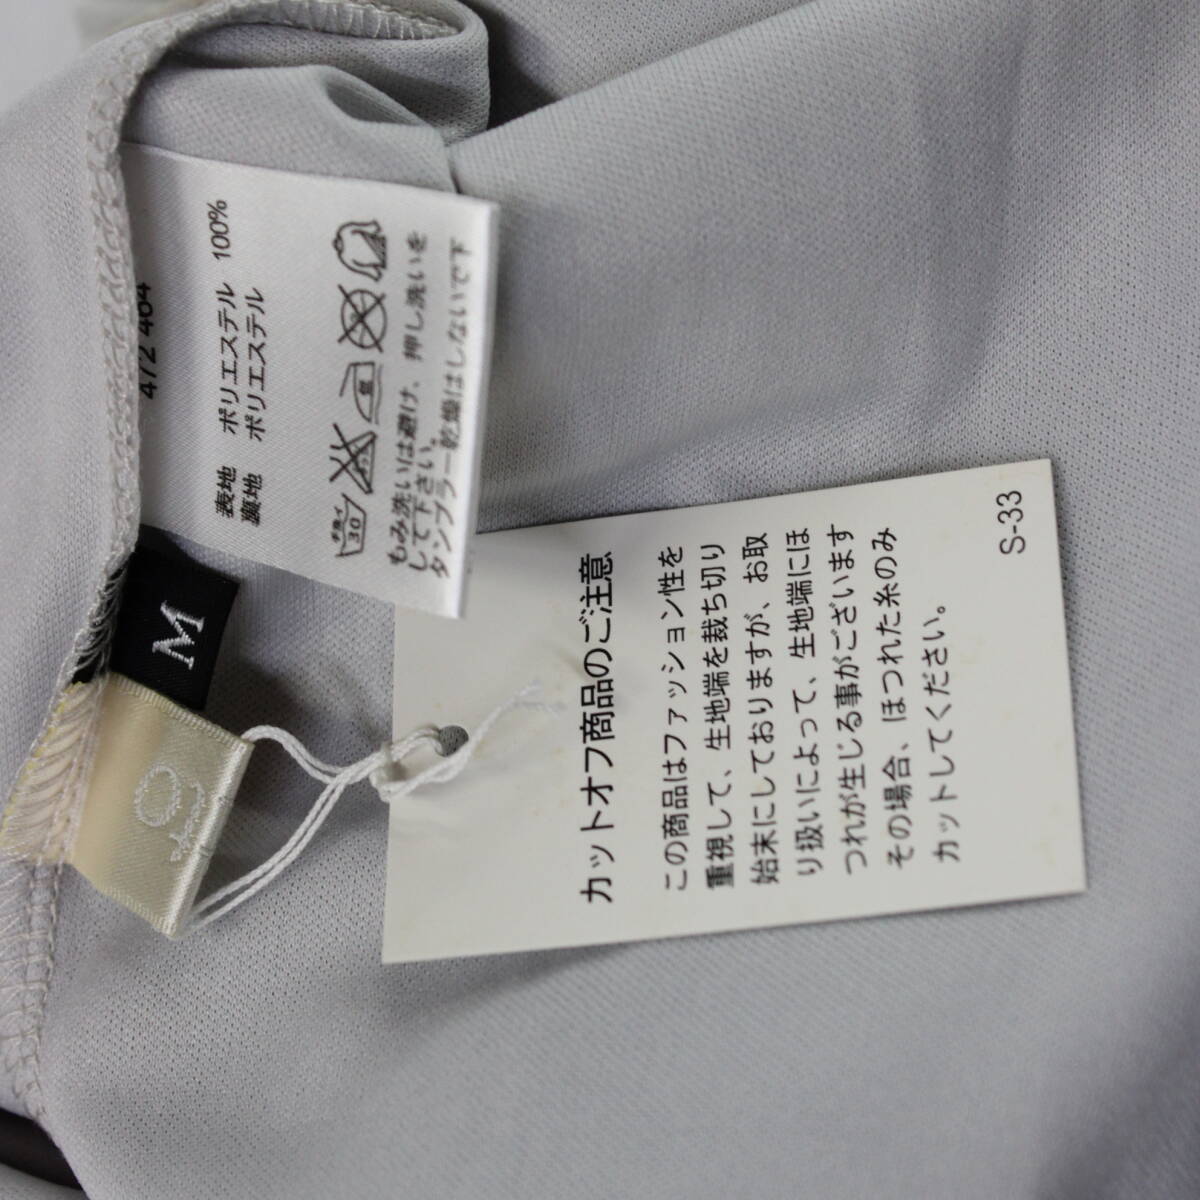 472 464
表地 ポリエステル 100%
裏地 ポリエステル
手洗イ
30
もみ洗いは避け、押し洗いを
して下さい。
タンブラー乾燥はしないで下
M
カットオフ商品のご注意
この商品はファッション性を
重視して、生地端を裁ち切り
始末にしておりますが、お取
り扱いによって、生地端にほ
つれが生じる事がございます
その場合、ほつれた糸のみ
カットしてください。
S-33